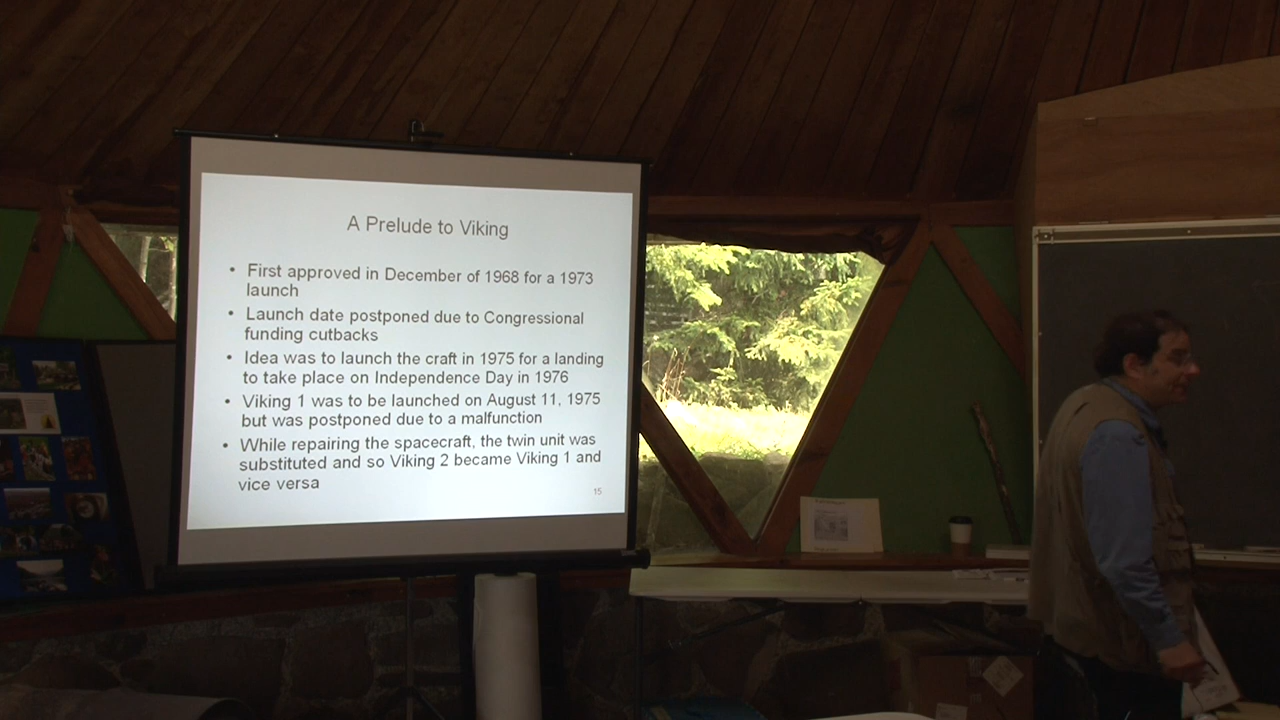 A Prelude to Viking
• First approved in December of 1968 for a 1973
launch
• Launch date postponed due to Congressional
funding cutbacks
• Idea was to launch the craft in 1975 for a landing
to take place on Independence Day in 1976
• Viking 1 was to be launched on August 11, 1975
but was postponed due to a malfunction
• While repairing the spacecraft, the twin unit was
substituted and so Viking 2 became Viking 1 and
vice versa
15